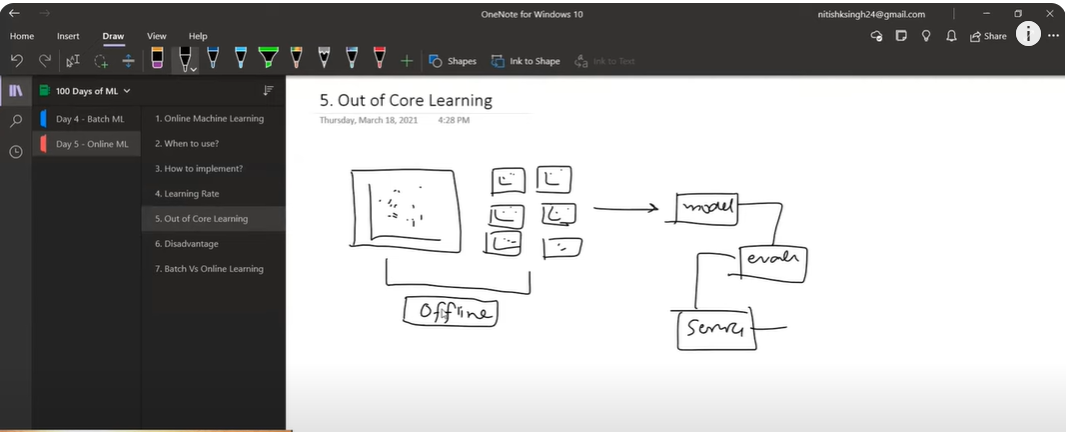 OneNote for Windows 10
nitishksingh24@gmail.com
Home Insert Draw View Help
Share
Shapes Ink to Shape Ink to Text
100 Days of ML
Day 4 - Batch ML
Day 5 - Online ML
1. Online Machine Learning
2. When to use?
3. How to implement?
4. Learning Rate
5. Out of Core Learning
6. Disadvantage
7. Batch Vs Online Learning
5. Out of Core Learning
Thursday, March 18, 2021 4:28 PM
model
Offline